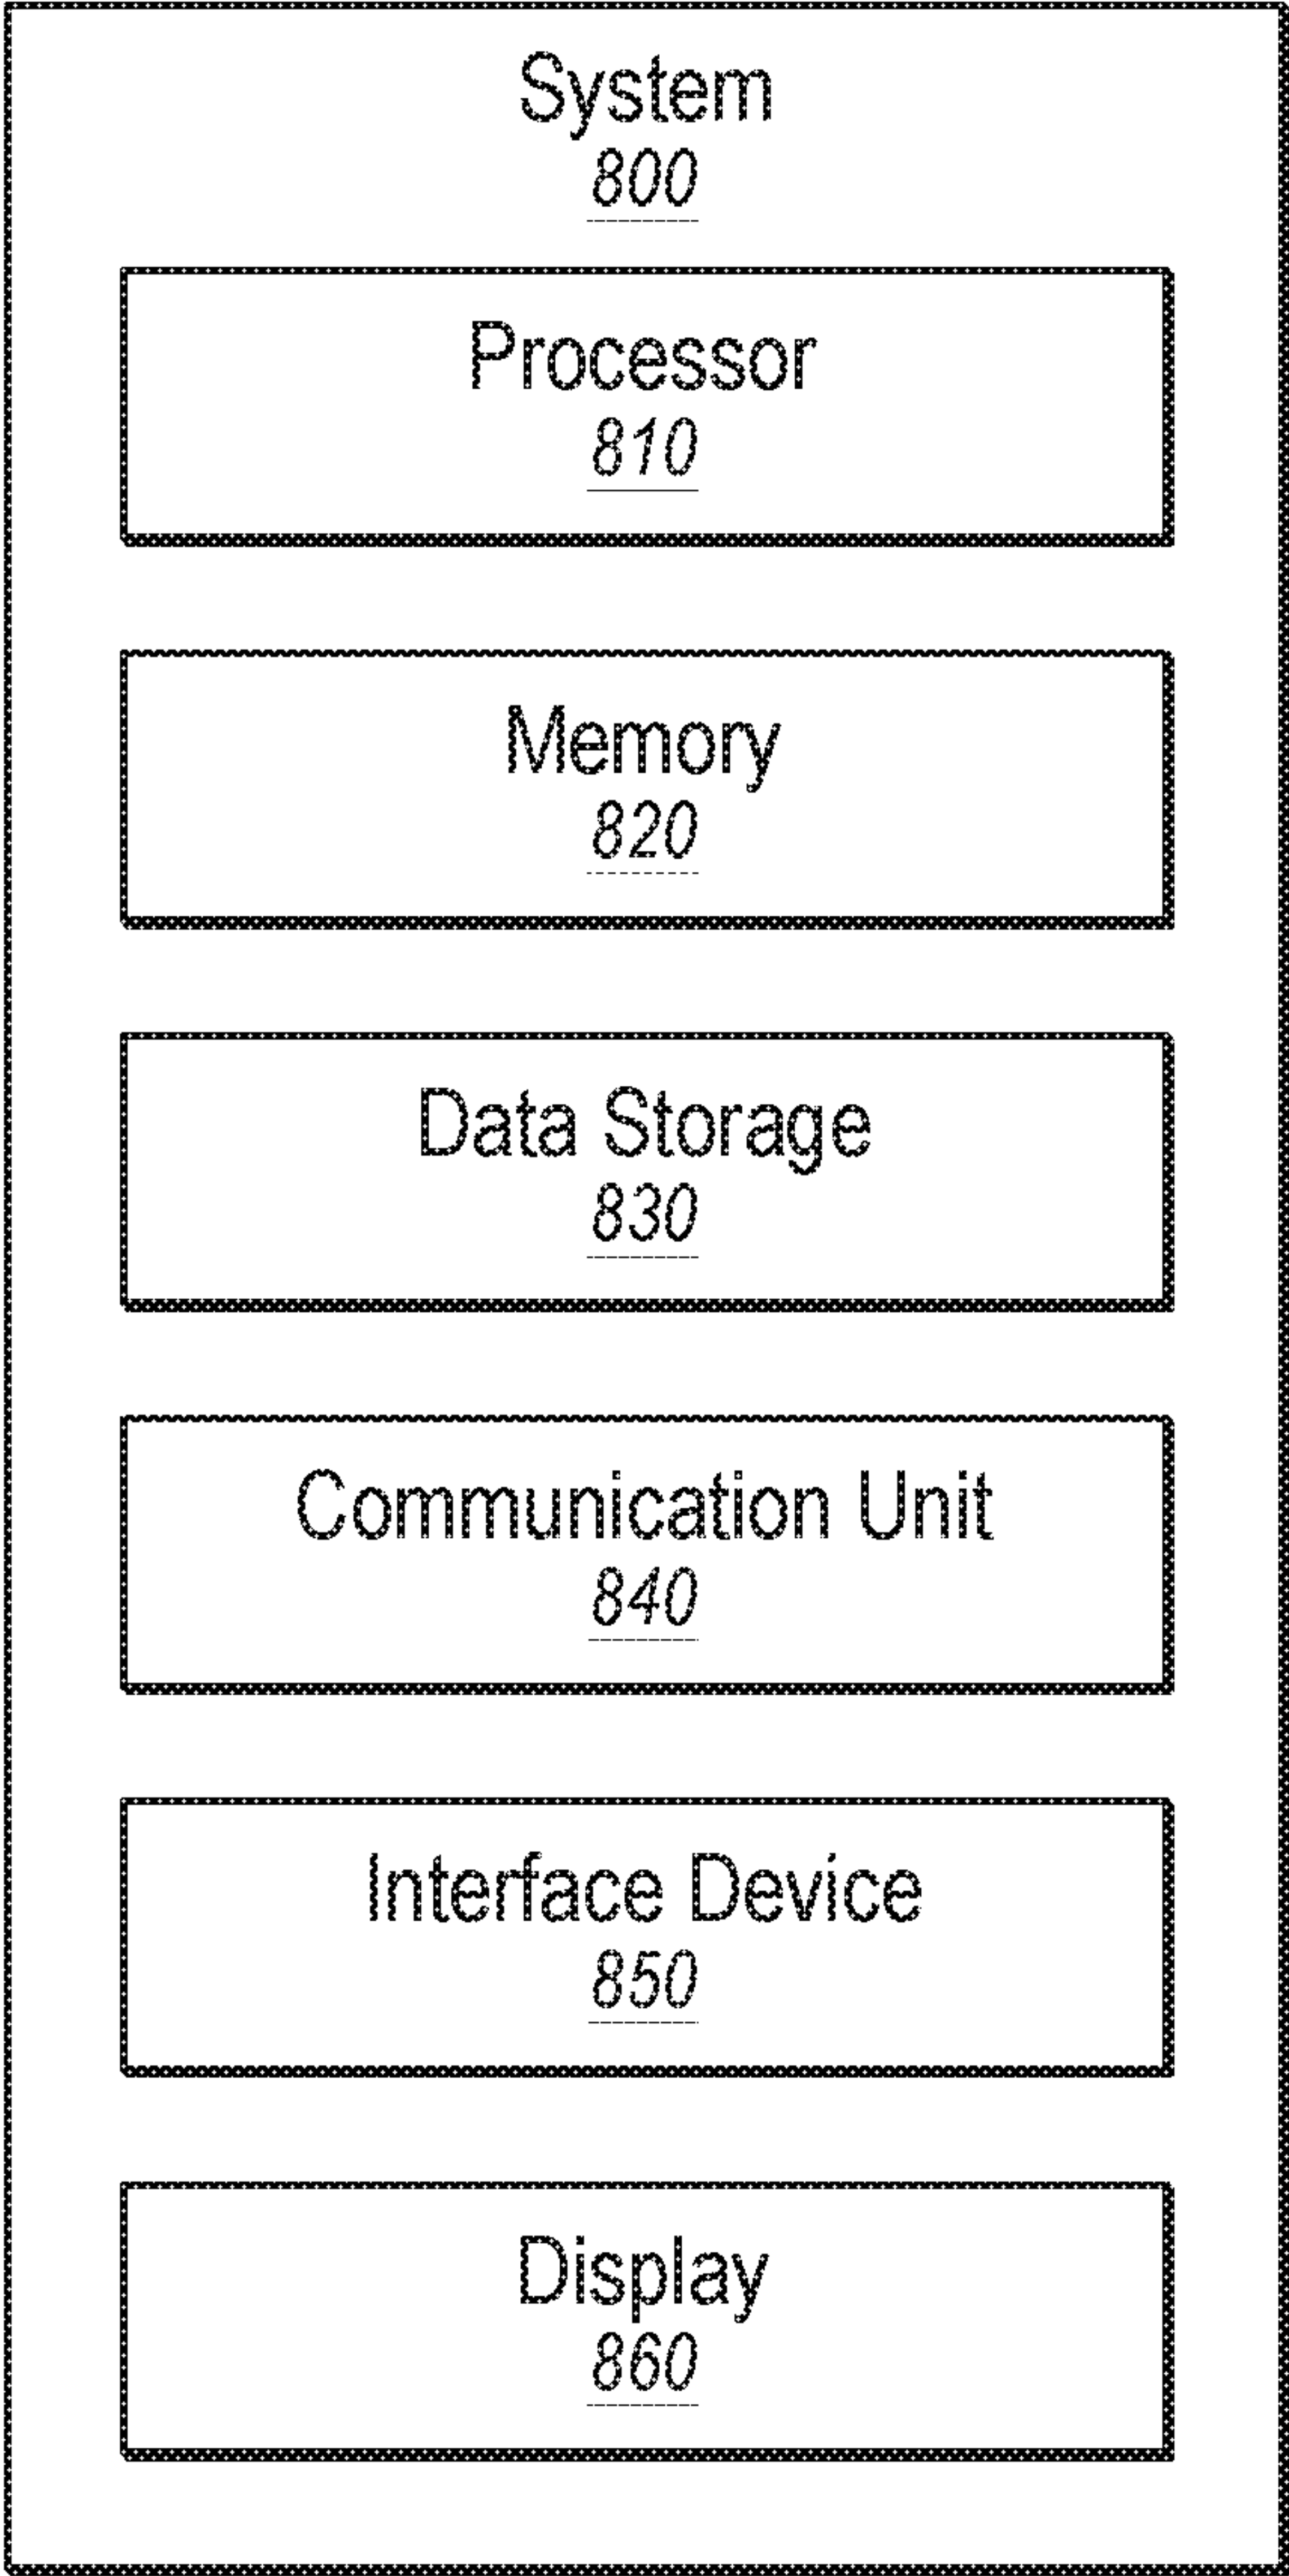 System
800
Processor
810
Memory
820
Data Storage
830
Communication Unit
840
Interface Device
850
Display
860